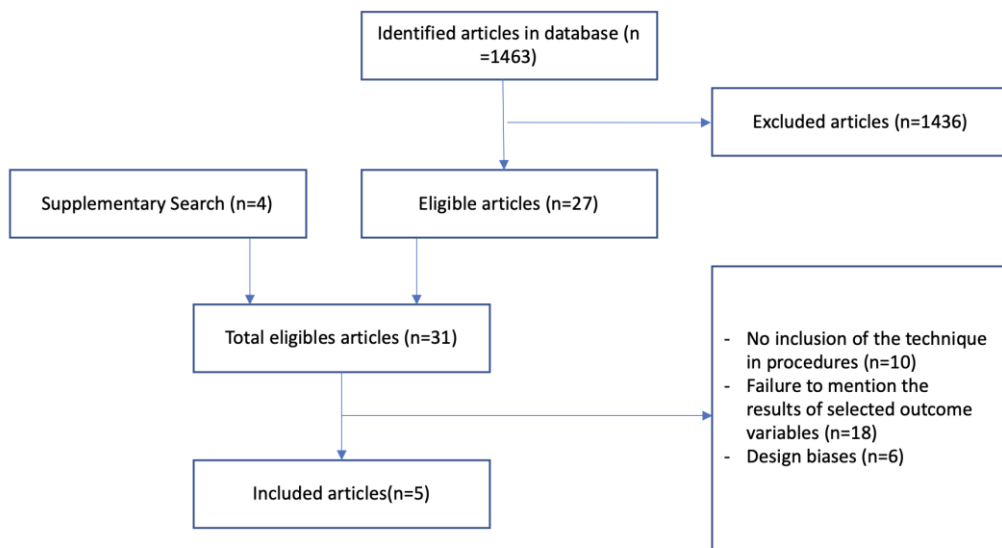 Identified articles in database (n
=1463)
Excluded articles (n=1436)
Supplementary Search (n=4)
Eligible articles (n=27)
Total eligibles articles (n=31)
- No inclusion of the technique
in procedures (n=10)
- Failure to mention the
results of selected outcome
variables (n=18)
- Design biases (n=6)
Included articles(n=5)